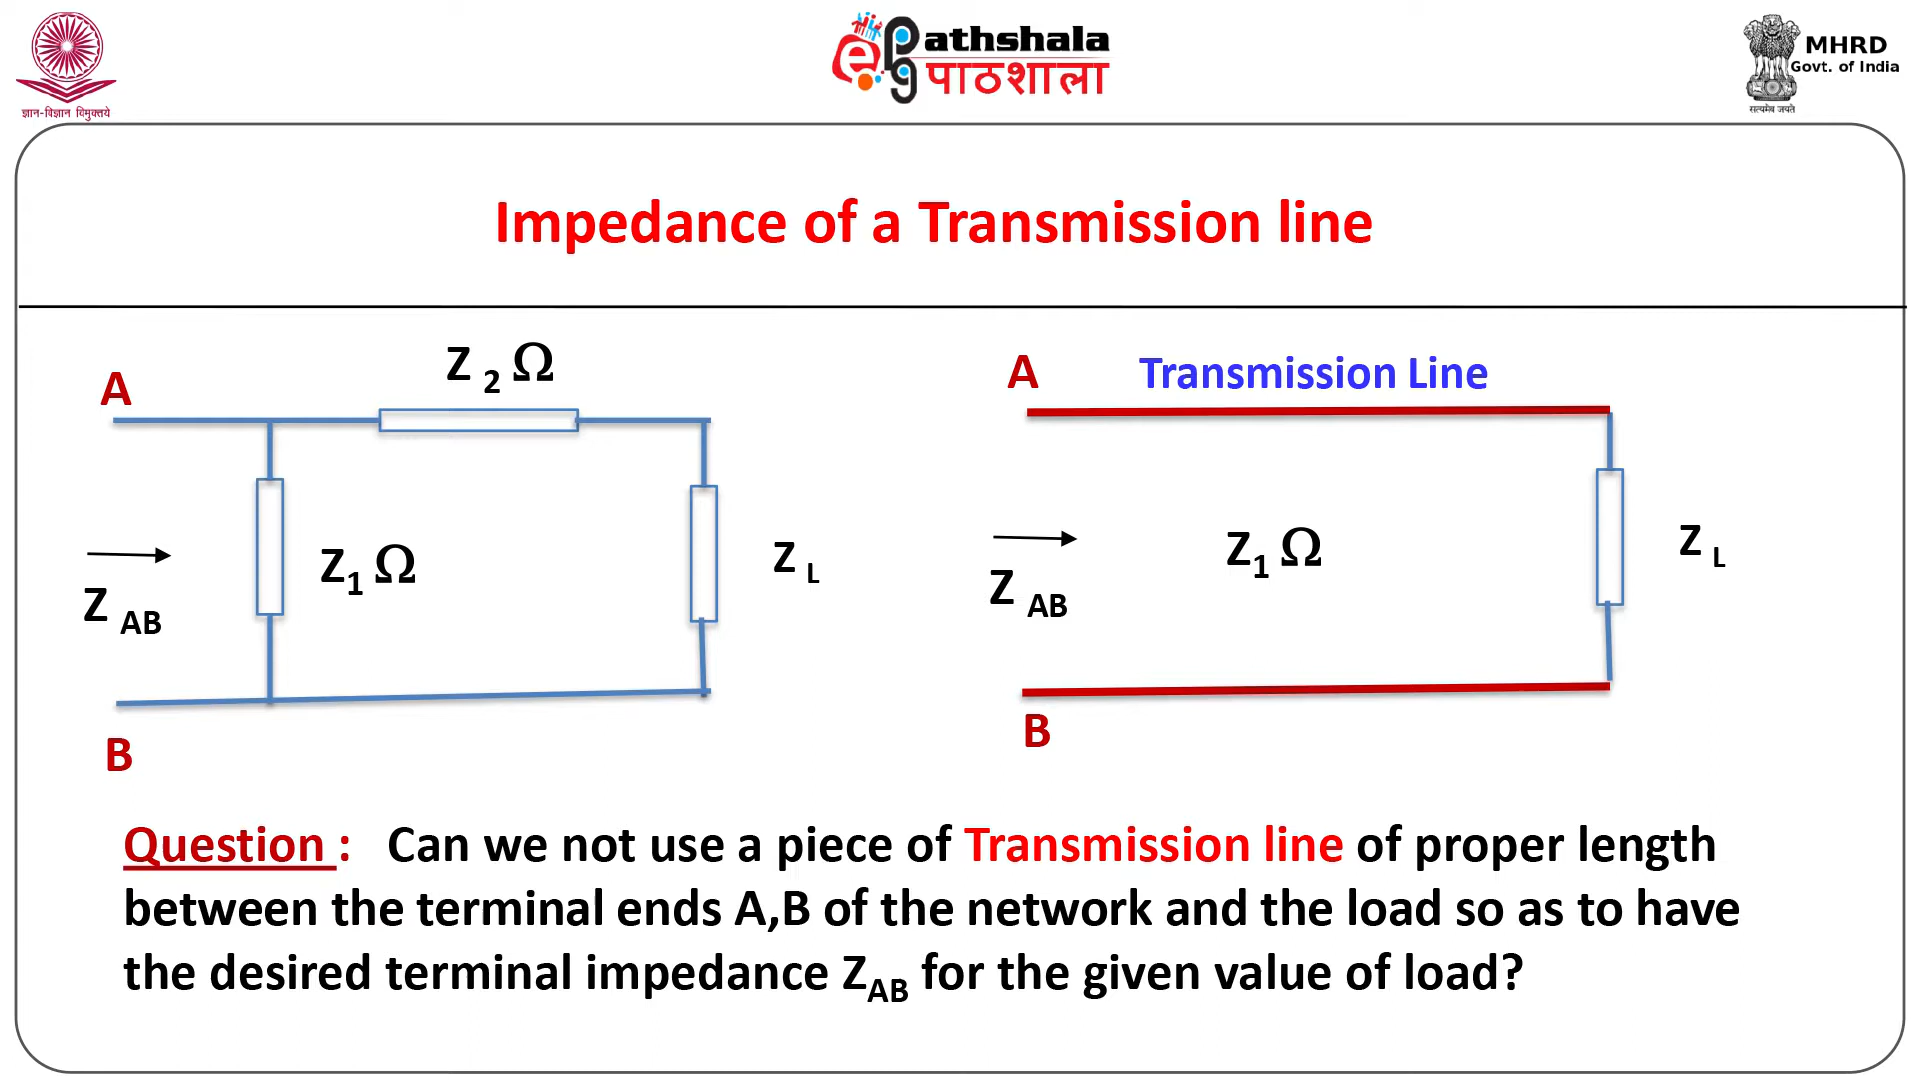 ज्ञान-विज्ञान विमुक्तये
ePathshala
पाठशाला
MHRD
Govt. of India
सत्यमेव जयते
Impedance of a Transmission line
A
Z 2 Ω
Z1 Ω
Z AB
Z L
B
A
Transmission Line
Z1 Ω
Z AB
Z L
B
Question : Can we not use a piece of Transmission line of proper length
between the terminal ends A,B of the network and the load so as to have
the desired terminal impedance ZAB for the given value of load?